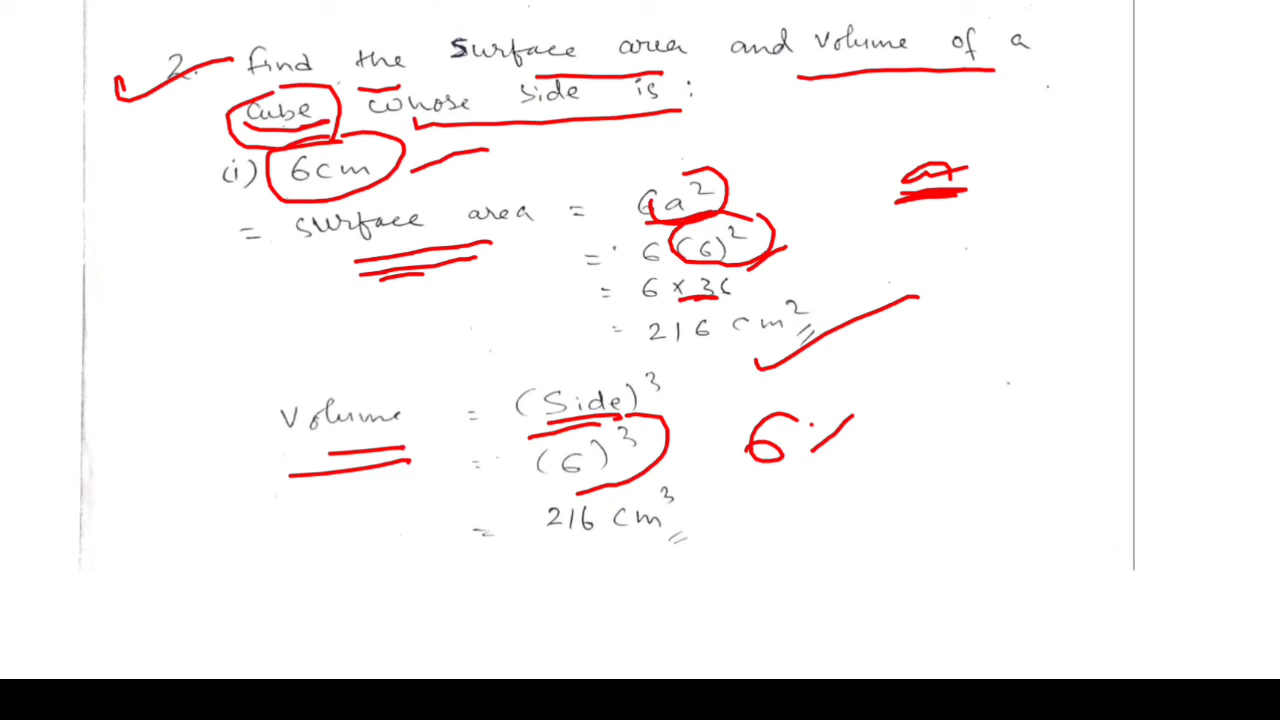 2. find the surface area and volume of a
cube whose side is :
(i) 6cm
= surface area = 6a²
= 6 (6)²
= 6 × 36
= 216 cm²
Volume = (Side)³
= (6)³
= 216 cm³
6 ×